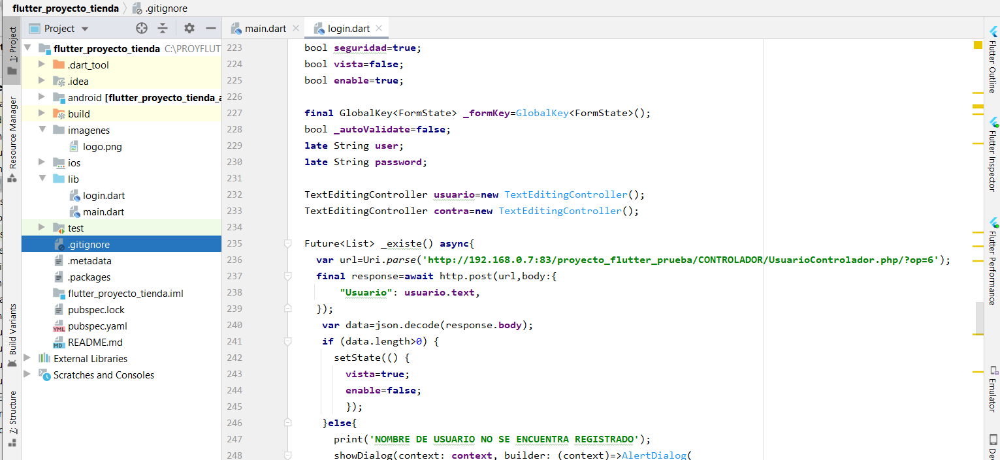 flutter_proyecto_tienda .gitignore
1: Project
Resource Manager
Build Variants
7: Structure
Project
flutter_proyecto_tienda C:\PROYFLUT
.dart_tool
.idea
android [flutter_proyecto_tienda_a
build
imagenes
logo.png
ios
lib
login.dart
main.dart
test
.gitignore
.metadata
.packages
flutter_proyecto_tienda.iml
pubspec.lock
pubspec.yaml
README.md
External Libraries
Scratches and Consoles
main.dart login.dart
223 bool seguridad=true;
224 bool vista=false;
225 bool enable=true;
226
227 final GlobalKey<FormState> _formKey=GlobalKey<FormState>();
228 bool _autoValidate=false;
229 late String user;
230 late String password;
231
232 TextEditingController usuario=new TextEditingController();
233 TextEditingController contra=new TextEditingController();
234
235 Future<List> _existe() async{
236 var url=Uri.parse('http://192.168.0.7:83/proyecto_flutter_prueba/CONTROLADOR/UsuarioControlador.php/?op=6');
237 final response=await http.post(url,body:{
238 "Usuario": usuario.text,
239 });
240 var data=json.decode(response.body);
241 if (data.length>0) {
242 setState(() {
243 vista=true;
244 enable=false;
245 });
246 }else{
247 print('NOMBRE DE USUARIO NO SE ENCUENTRA REGISTRADO');
248 showDialog(context: context, builder: (context)=>AlertDialog(
Flutter Outline
Flutter Inspector
Flutter Performance
Emulator